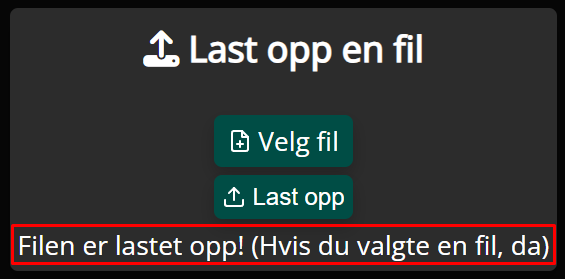 Last opp en fil
Velg fil
Last opp
Filen er lastet opp! (Hvis du valgte en fil, da)